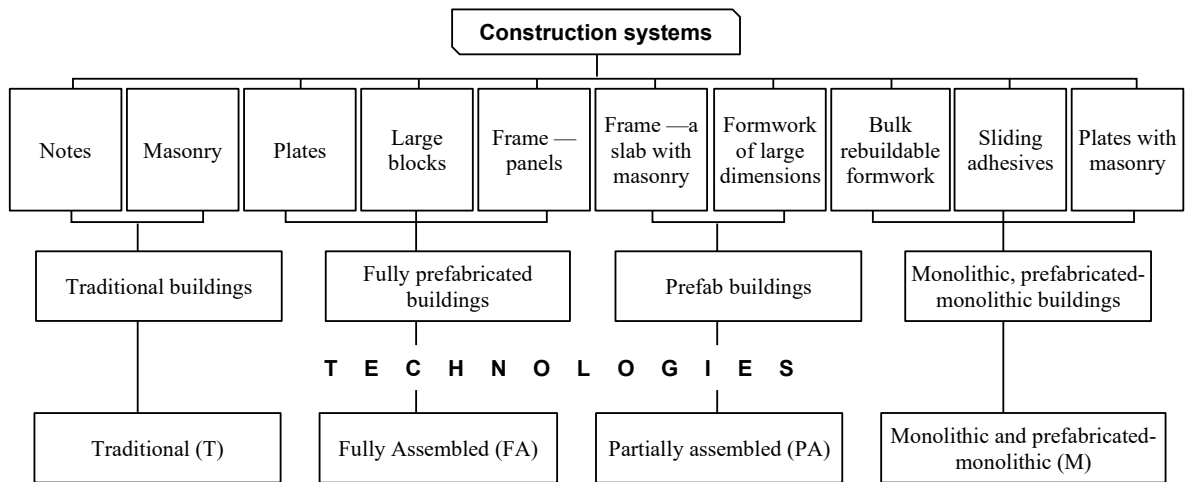 Construction systems
Notes
Masonry
Plates
Large
blocks
Frame —
panels
Frame —a
slab with
masonry
Formwork
of large
dimensions
Bulk
rebuildable
formwork
Sliding
adhesives
Plates with
masonry
Traditional buildings
Fully prefabricated
buildings
Prefab buildings
Monolithic, prefabricated-
monolithic buildings
T E C H N O L O G I E S
Traditional (T)
Fully Assembled (FA)
Partially assembled (PA)
Monolithic and prefabricated-
monolithic (M)